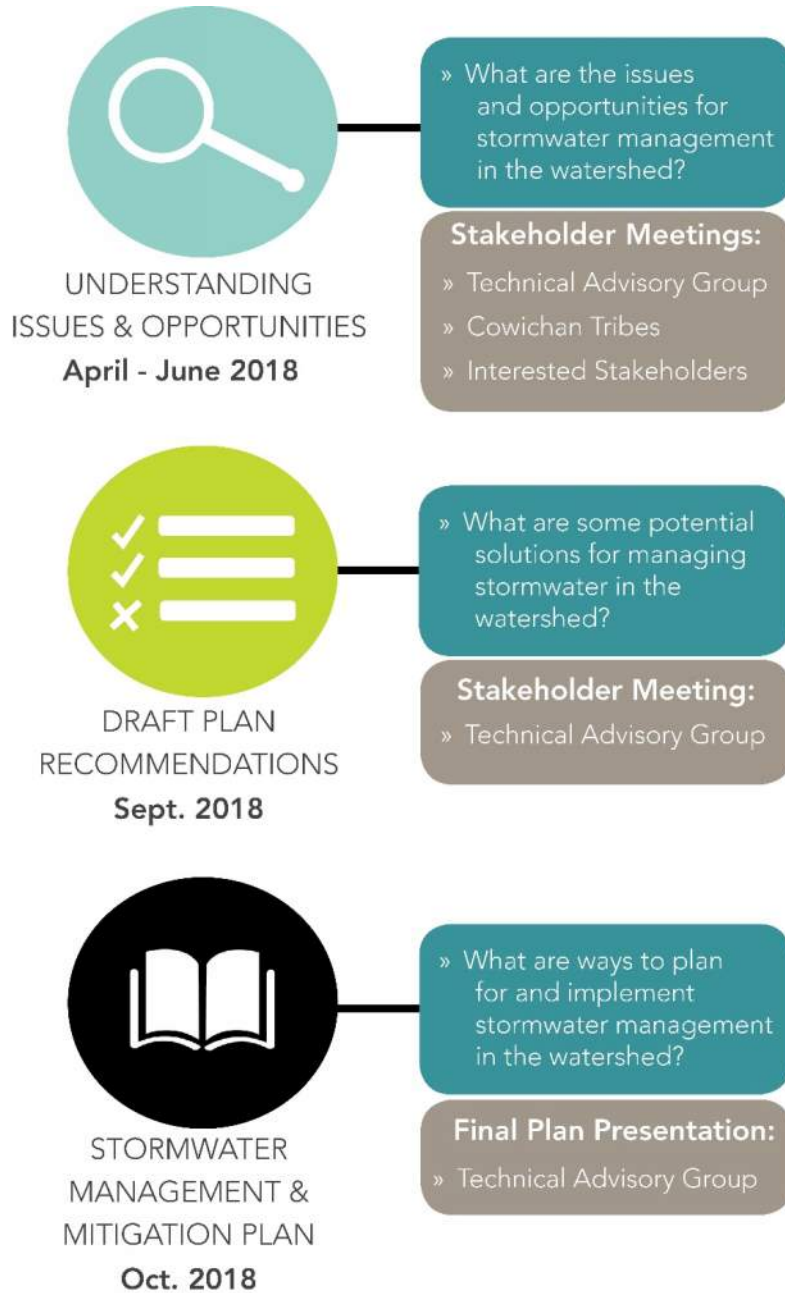 » What are the issues
and opportunities for
stormwater management
in the watershed?
Stakeholder Meetings:
» Technical Advisory Group
» Cowichan Tribes
» Interested Stakeholders
UNDERSTANDING
ISSUES & OPPORTUNITIES
April - June 2018
» What are some potential
solutions for managing
stormwater in the
watershed?
Stakeholder Meeting:
» Technical Advisory Group
DRAFT PLAN
RECOMMENDATIONS
Sept. 2018
» What are ways to plan
for and implement
stormwater management
in the watershed?
Final Plan Presentation:
» Technical Advisory Group
STORMWATER
MANAGEMENT &
MITIGATION PLAN
Oct. 2018